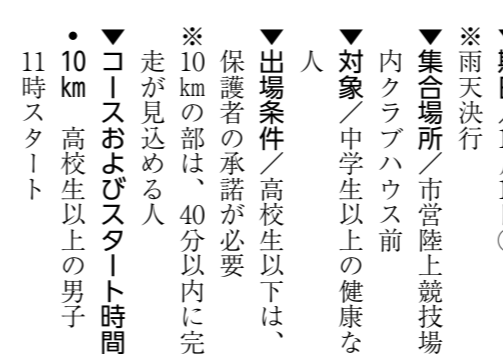 ※雨天決行
▼集合場所／市営陸上競技場
内クラブハウス前
▼対象／中学生以上の健康な
人
▼出場条件／高校生以下は、
保護者の承諾が必要
※10㎞の部は、40分以内に完
走が見込める人
▼コースおよびスタート時間
•10㎞　高校生以上の男子
11時スタート